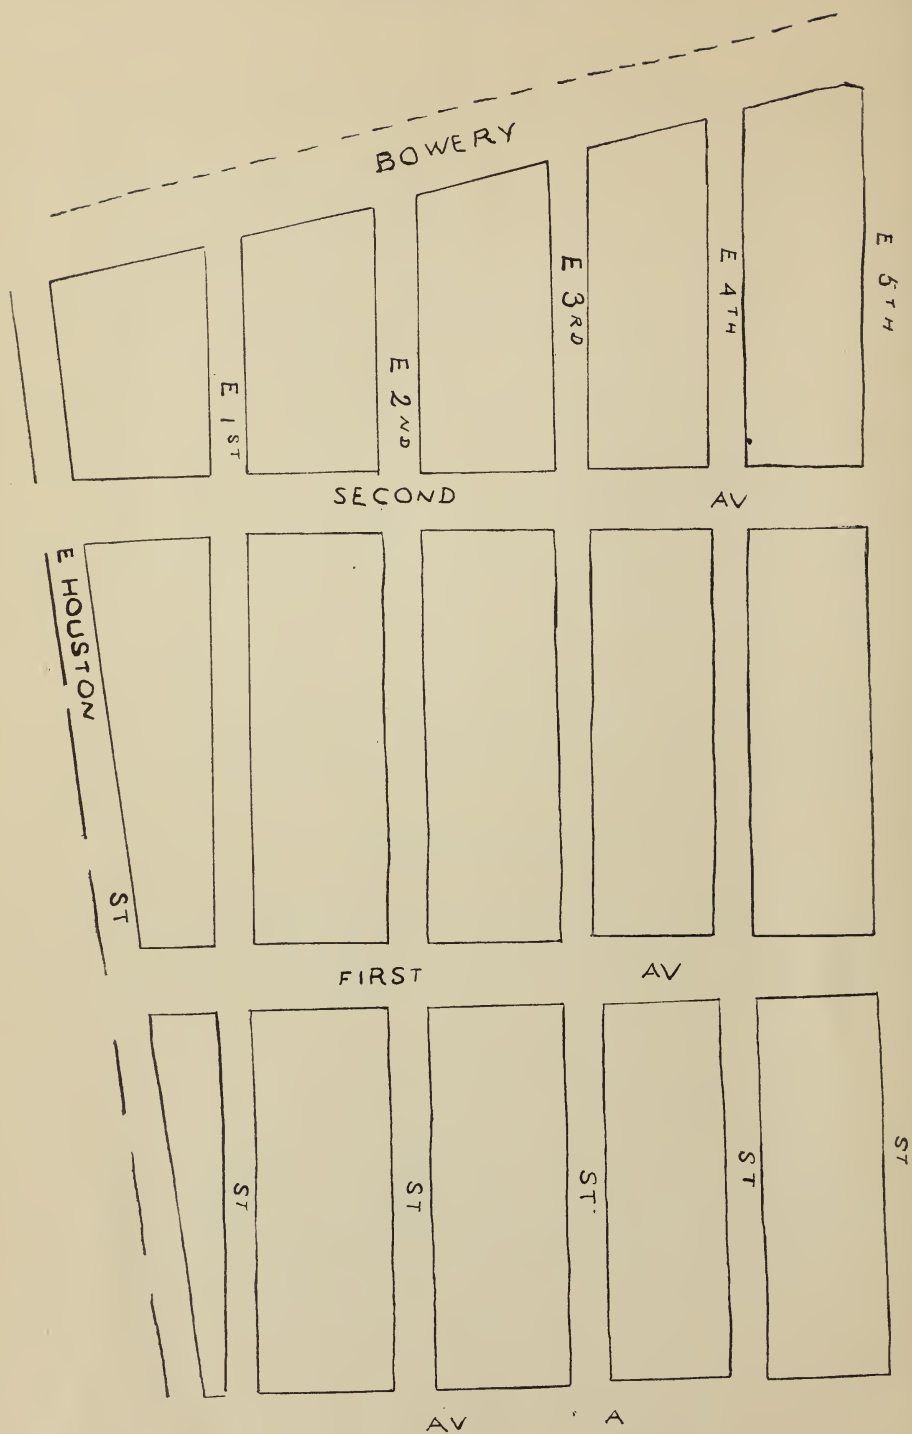 BOWERY
E 1ST ST
E 2ND ST
E 3RD ST
E 4TH ST
E 5TH ST
SECOND AV
E HOUSTON ST
FIRST AV
AV A